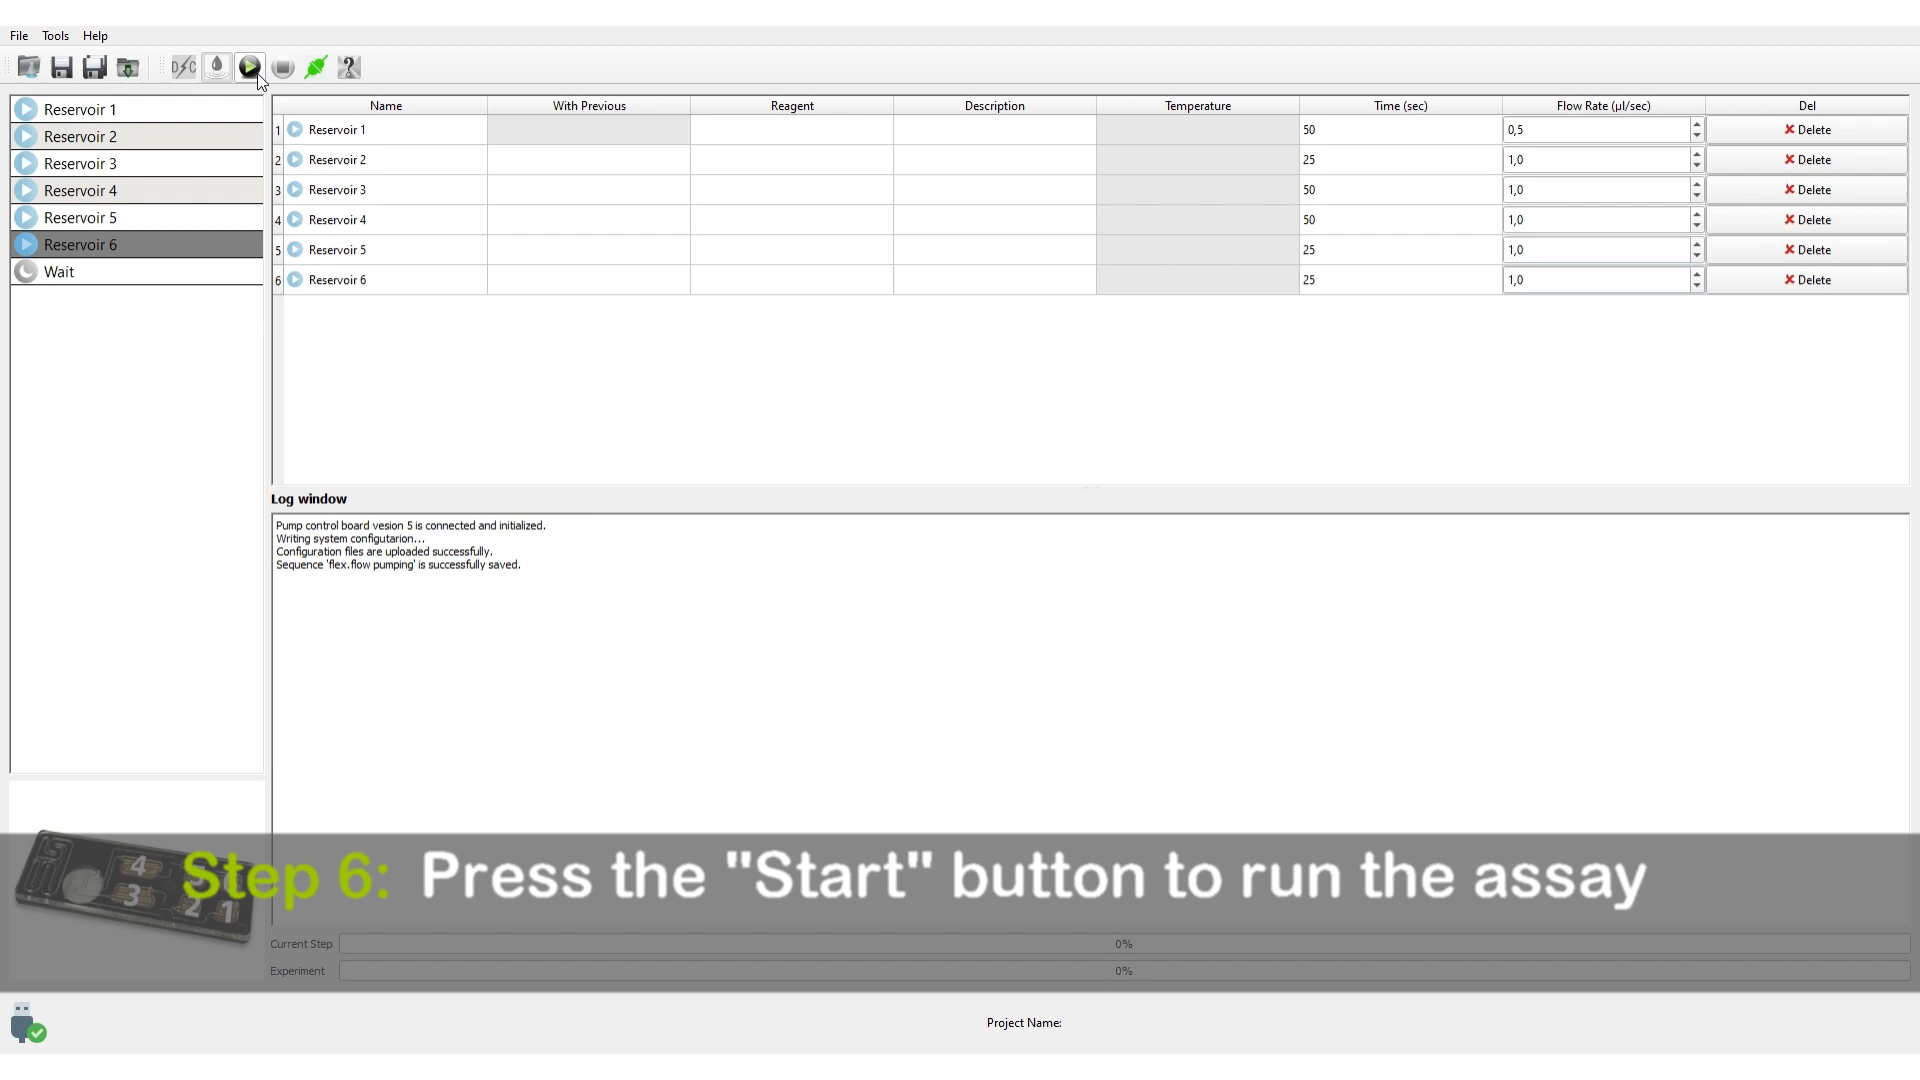 File Tools Help
D C
Reservoir 1
Reservoir 2
Reservoir 3
Reservoir 4
Reservoir 5
Reservoir 6
Wait
Name With Previous Reagent Description Temperature Time (sec) Flow Rate (µl/sec) Del
1 Reservoir 1 50 0,5 Delete
2 Reservoir 2 25 1,0 Delete
3 Reservoir 3 50 1,0 Delete
4 Reservoir 4 50 1,0 Delete
5 Reservoir 5 25 1,0 Delete
6 Reservoir 6 25 1,0 Delete
Log window
Pump control board vesion 5 is connected and initialized.
Writing system configutarion...
Configuration files are uploaded successfully.
Sequence 'flex.flow pumping' is successfully saved.
4
3
2 1
Step 6: Press the "Start" button to run the assay
Current Step 0%
Experiment 0%
Project Name: